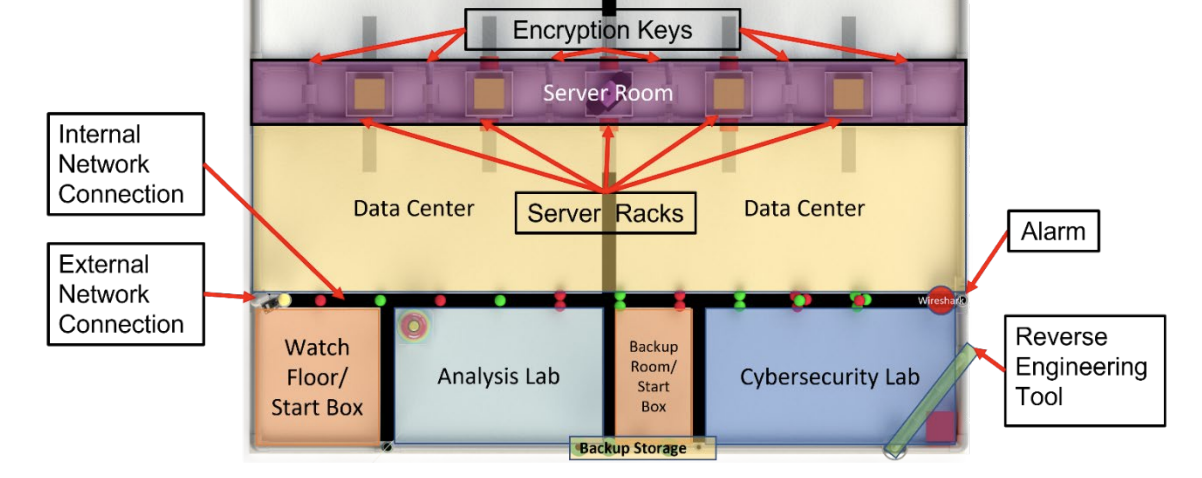 Encryption Keys
Server Room
Internal
Network
Connection
Data Center
Server Racks
Data Center
Alarm
External
Network
Connection
Wireshark
Watch
Floor/
Start Box
Analysis Lab
Backup
Room/
Start
Box
Cybersecurity Lab
Reverse
Engineering
Tool
Backup Storage